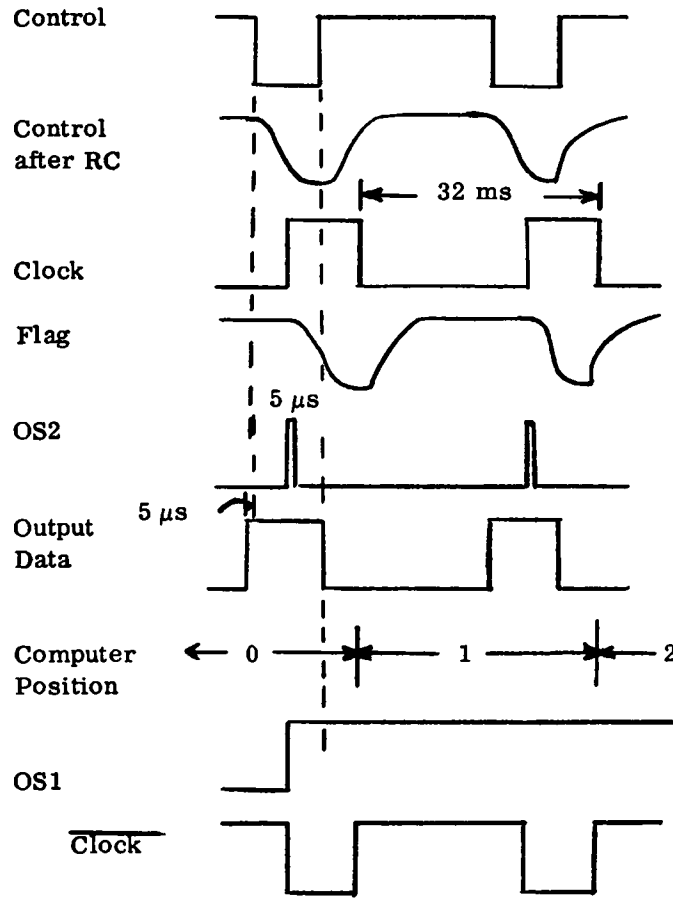 Control
Control
after RC
32 ms
Clock
Flag
5 μs
OS2
5 μs
Output
Data
Computer
Position
0
1
2
OS1
Clock